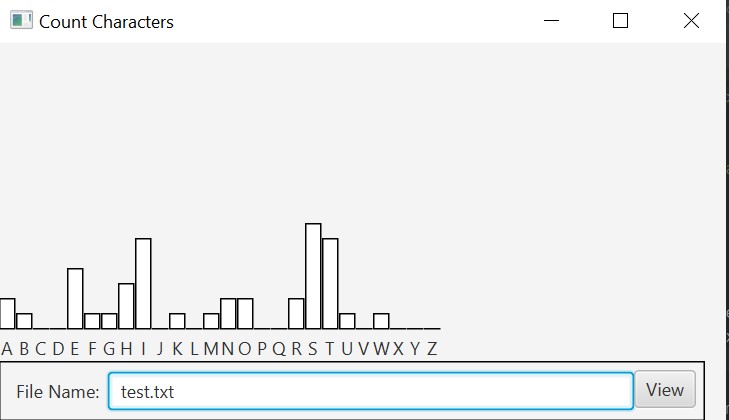 Count Characters
A B C D E F G H I J K L M N O P Q R S T U V W X Y Z
File Name: test.txt View